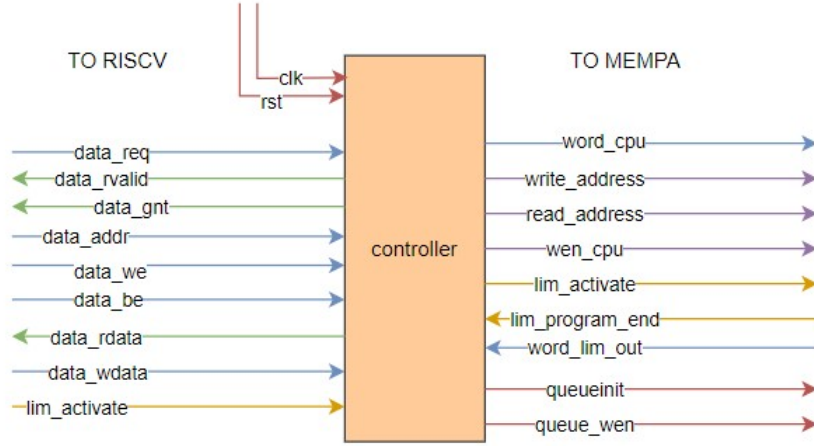 TO RISCV
TO MEMPA
clk
rst
data_req
data_rvalid
data_gnt
data_addr
data_we
data_be
data_rdata
data_wdata
lim_activate
controller
word_cpu
write_address
read_address
wen_cpu
lim_activate
lim_program_end
word_lim_out
queueinit
queue_wen